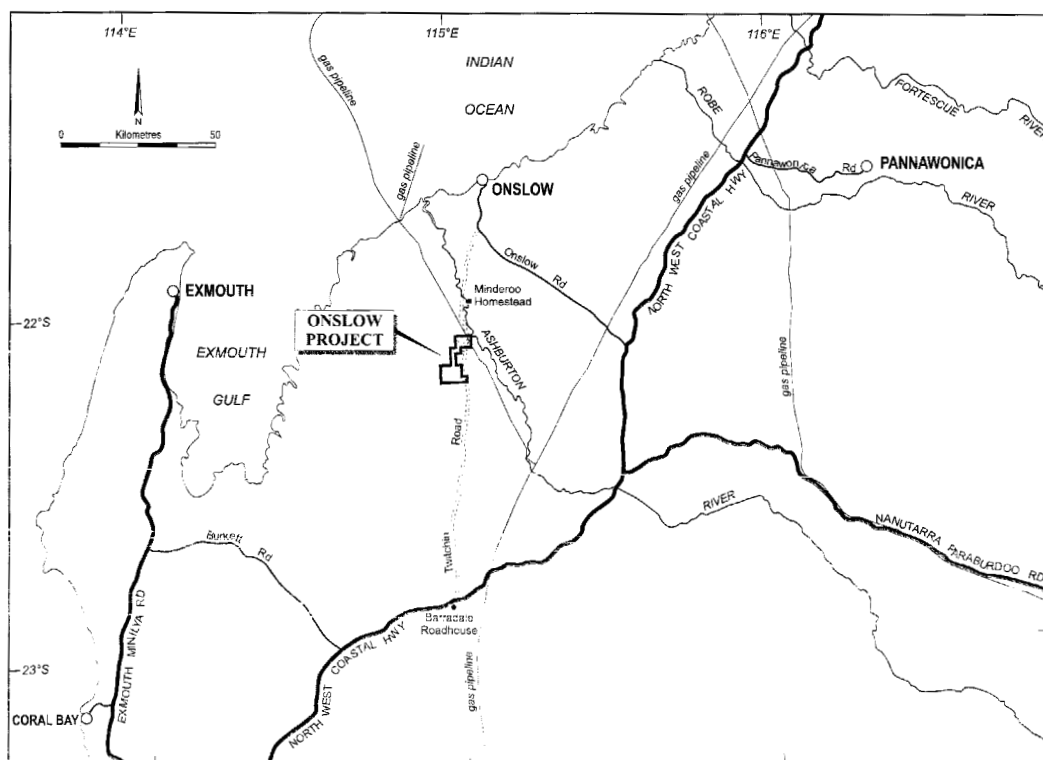 114°E
115°E
116°E
INDIAN
OCEAN
gas pipeline
gas pipeline
gas pipeline
gas pipeline
gas pipeline
N
0 Kilometres 50
ROBE
RIVER
FORTESCUE
RIVER
Pannawonica Rd
PANNAWONICA
ONSLOW
Onslow Rd
NORTH WEST COASTAL HWY
Minderoo
Homestead
EXMOUTH
EXMOUTH
GULF
22°S
ONSLOW
PROJECT
ASHBURTON
RIVER
Twitchin Road
NANUTARRA PARABURDOO RD
Burkett Rd
Barradale
Roadhouse
EXMOUTH MINILYA RD
NORTH WEST COASTAL HWY
23°S
CORAL BAY